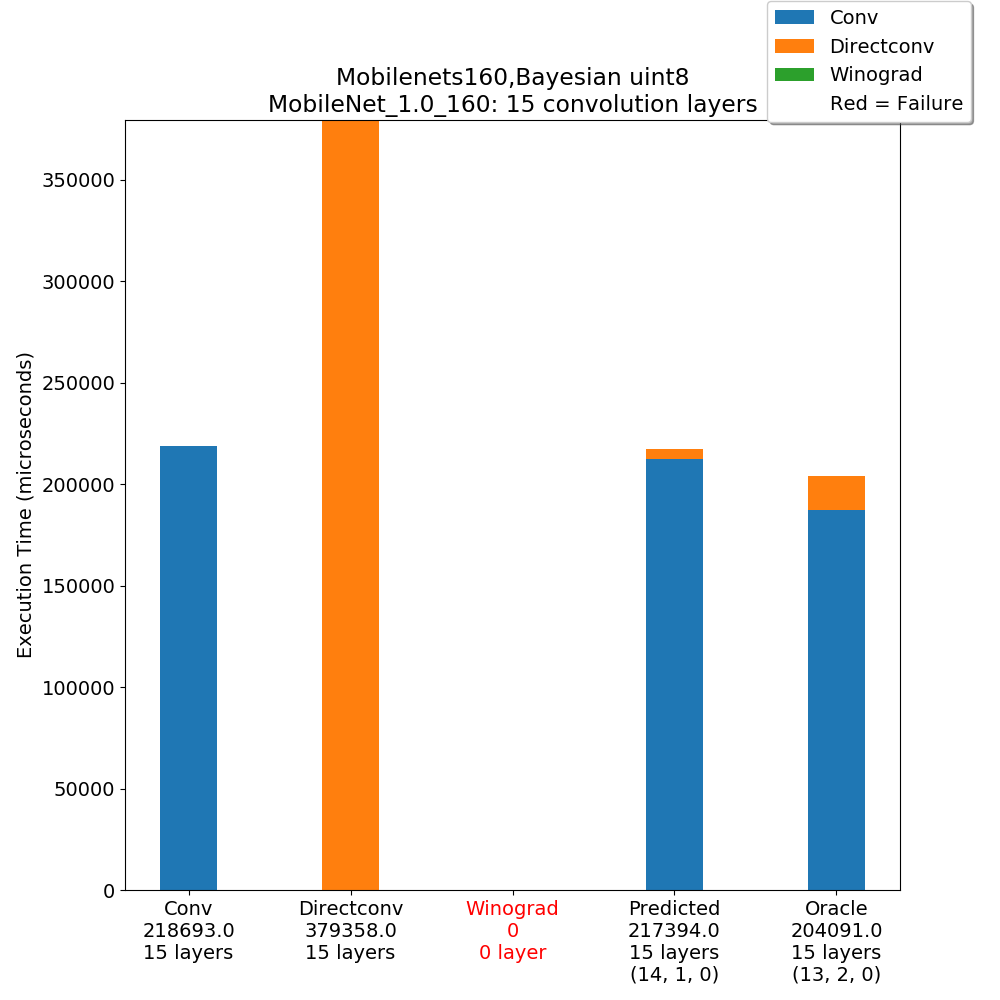 Conv
Directconv
Winograd
Red = Failure
Mobilenets160,Bayesian uint8
MobileNet_1.0_160: 15 convolution layers
Execution Time (microseconds)
350000
300000
250000
200000
150000
100000
50000
0
Conv
218693.0
15 layers
Directconv
379358.0
15 layers
Winograd
0
0 layer
Predicted
217394.0
15 layers
(14, 1, 0)
Oracle
204091.0
15 layers
(13, 2, 0)